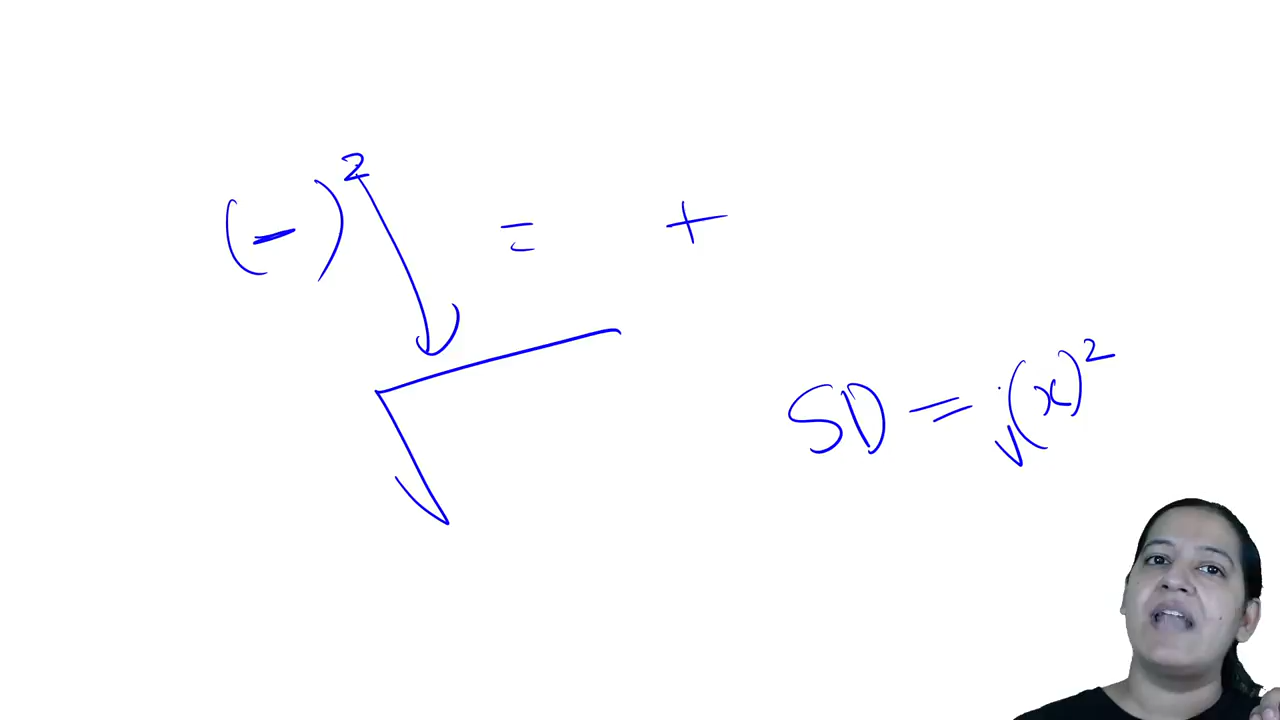 (-)² = +
√
SD = √(x)²